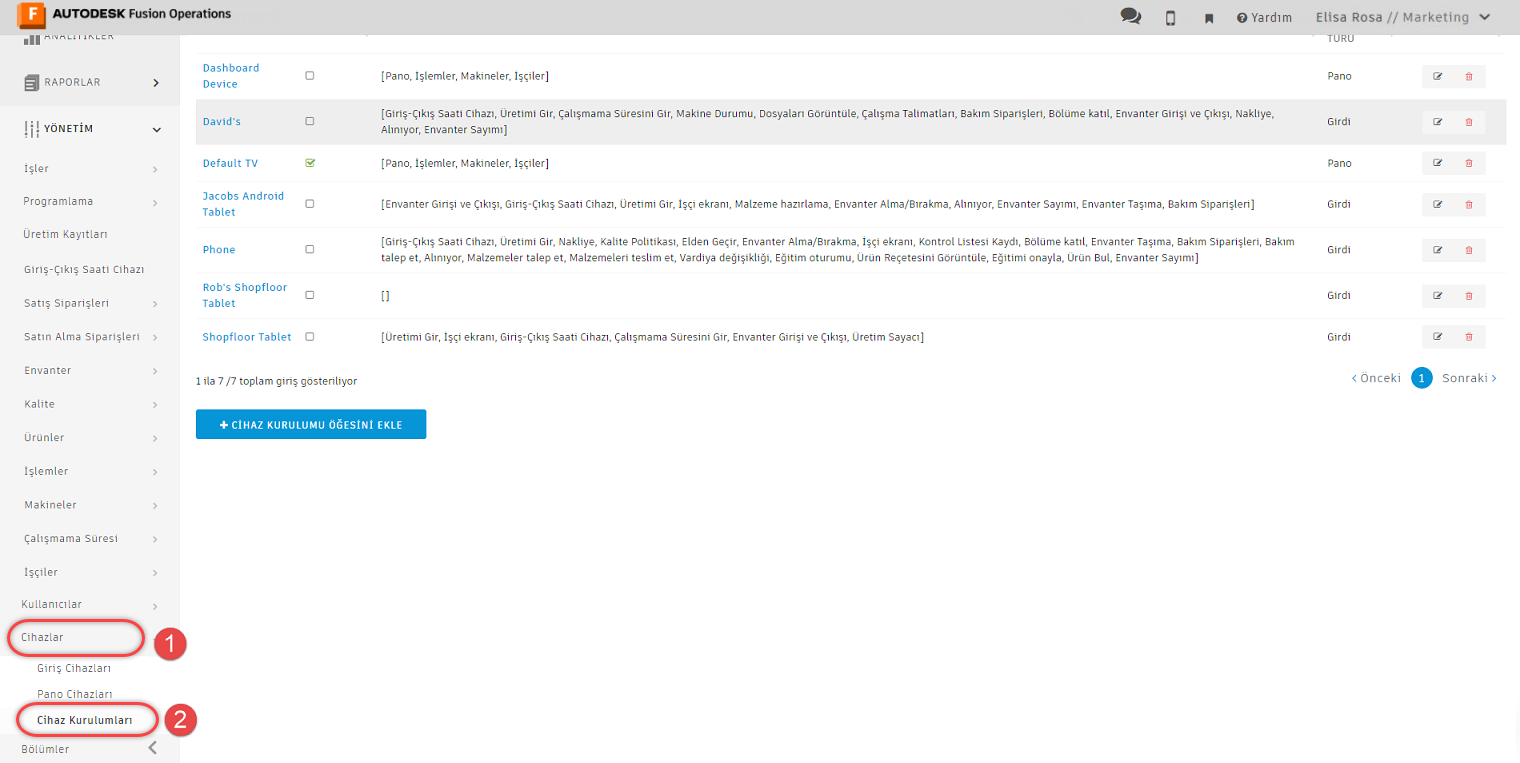 AUTODESK Fusion Operations
Yardım
Elisa Rosa // Marketing
ANALİTİKLER
RAPORLAR
YÖNETİM
İşler
Programlama
Üretim Kayıtları
Giriş-Çıkış Saati Cihazı
Satış Siparişleri
Satın Alma Siparişleri
Envanter
Kalite
Ürünler
İşlemler
Makineler
Çalışmama Süresi
İşçiler
Kullanıcılar
Cihazlar
1
Giriş Cihazları
Pano Cihazları
Cihaz Kurulumları
2
Bölümler
TÜRÜ
Dashboard
Device
[Pano, İşlemler, Makineler, İşçiler]
Pano
David's
[Giriş-Çıkış Saati Cihazı, Üretimi Gir, Çalışmama Süresini Gir, Makine Durumu, Dosyaları Görüntüle, Çalışma Talimatları, Bakım Siparişleri, Bölüme katıl, Envanter Girişi ve Çıkışı, Nakliye,
Alınıyor, Envanter Sayımı]
Girdi
Default TV
[Pano, İşlemler, Makineler, İşçiler]
Pano
Jacobs Android
Tablet
[Envanter Girişi ve Çıkışı, Giriş-Çıkış Saati Cihazı, Üretimi Gir, İşçi ekranı, Malzeme hazırlama, Envanter Alma/Bırakma, Alınıyor, Envanter Sayımı, Envanter Taşıma, Bakım Siparişleri]
Girdi
Phone
[Giriş-Çıkış Saati Cihazı, Üretimi Gir, Nakliye, Kalite Politikası, Elden Geçir, Envanter Alma/Bırakma, İşçi ekranı, Kontrol Listesi Kaydı, Bölüme katıl, Envanter Taşıma, Bakım Siparişleri, Bakım
talep et, Alınıyor, Malzemeler talep et, Malzemeleri teslim et, Vardiya değişikliği, Eğitim oturumu, Ürün Reçetesini Görüntüle, Eğitimi onayla, Ürün Bul, Envanter Sayımı]
Girdi
Rob's Shopfloor
Tablet
[]
Girdi
Shopfloor Tablet
[Üretimi Gir, İşçi ekranı, Giriş-Çıkış Saati Cihazı, Çalışmama Süresini Gir, Envanter Girişi ve Çıkışı, Üretim Sayacı]
Girdi
1 ila 7 /7 toplam giriş gösteriliyor
Önceki 1 Sonraki
CİHAZ KURULUMU ÖĞESİNİ EKLE